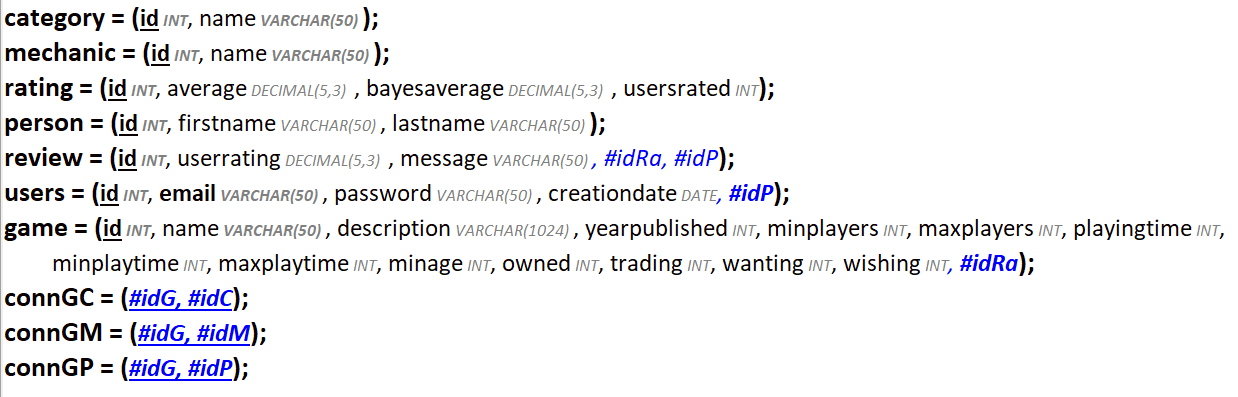 category = (id INT, name VARCHAR(50) );
mechanic = (id INT, name VARCHAR(50) );
rating = (id INT, average DECIMAL(5,3) , bayesaverage DECIMAL(5,3) , usersrated INT);
person = (id INT, firstname VARCHAR(50) , lastname VARCHAR(50) );
review = (id INT, userrating DECIMAL(5,3) , message VARCHAR(50) , #idRa, #idP);
users = (id INT, email VARCHAR(50) , password VARCHAR(50) , creationdate DATE, #idP);
game = (id INT, name VARCHAR(50) , description VARCHAR(1024) , yearpublished INT, minplayers INT, maxplayers INT, playingtime INT,
minplaytime INT, maxplaytime INT, minage INT, owned INT, trading INT, wanting INT, wishing INT, #idRa);
connGC = (#idG, #idC);
connGM = (#idG, #idM);
connGP = (#idG, #idP);